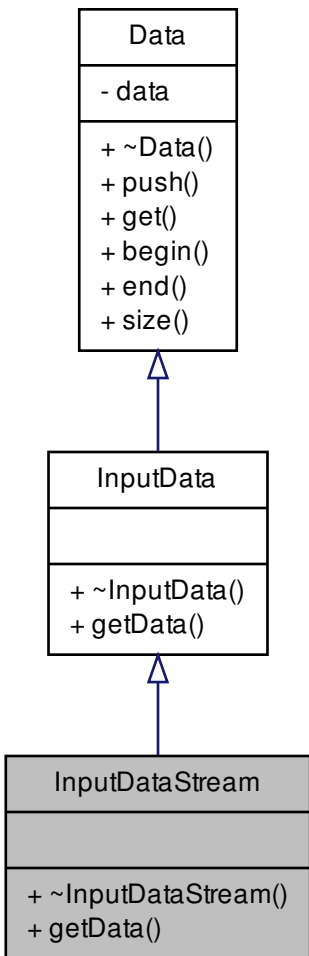 Data
- data
+ ~Data()
+ push()
+ get()
+ begin()
+ end()
+ size()
InputData
+ ~InputData()
+ getData()
InputDataStream
+ ~InputDataStream()
+ getData()